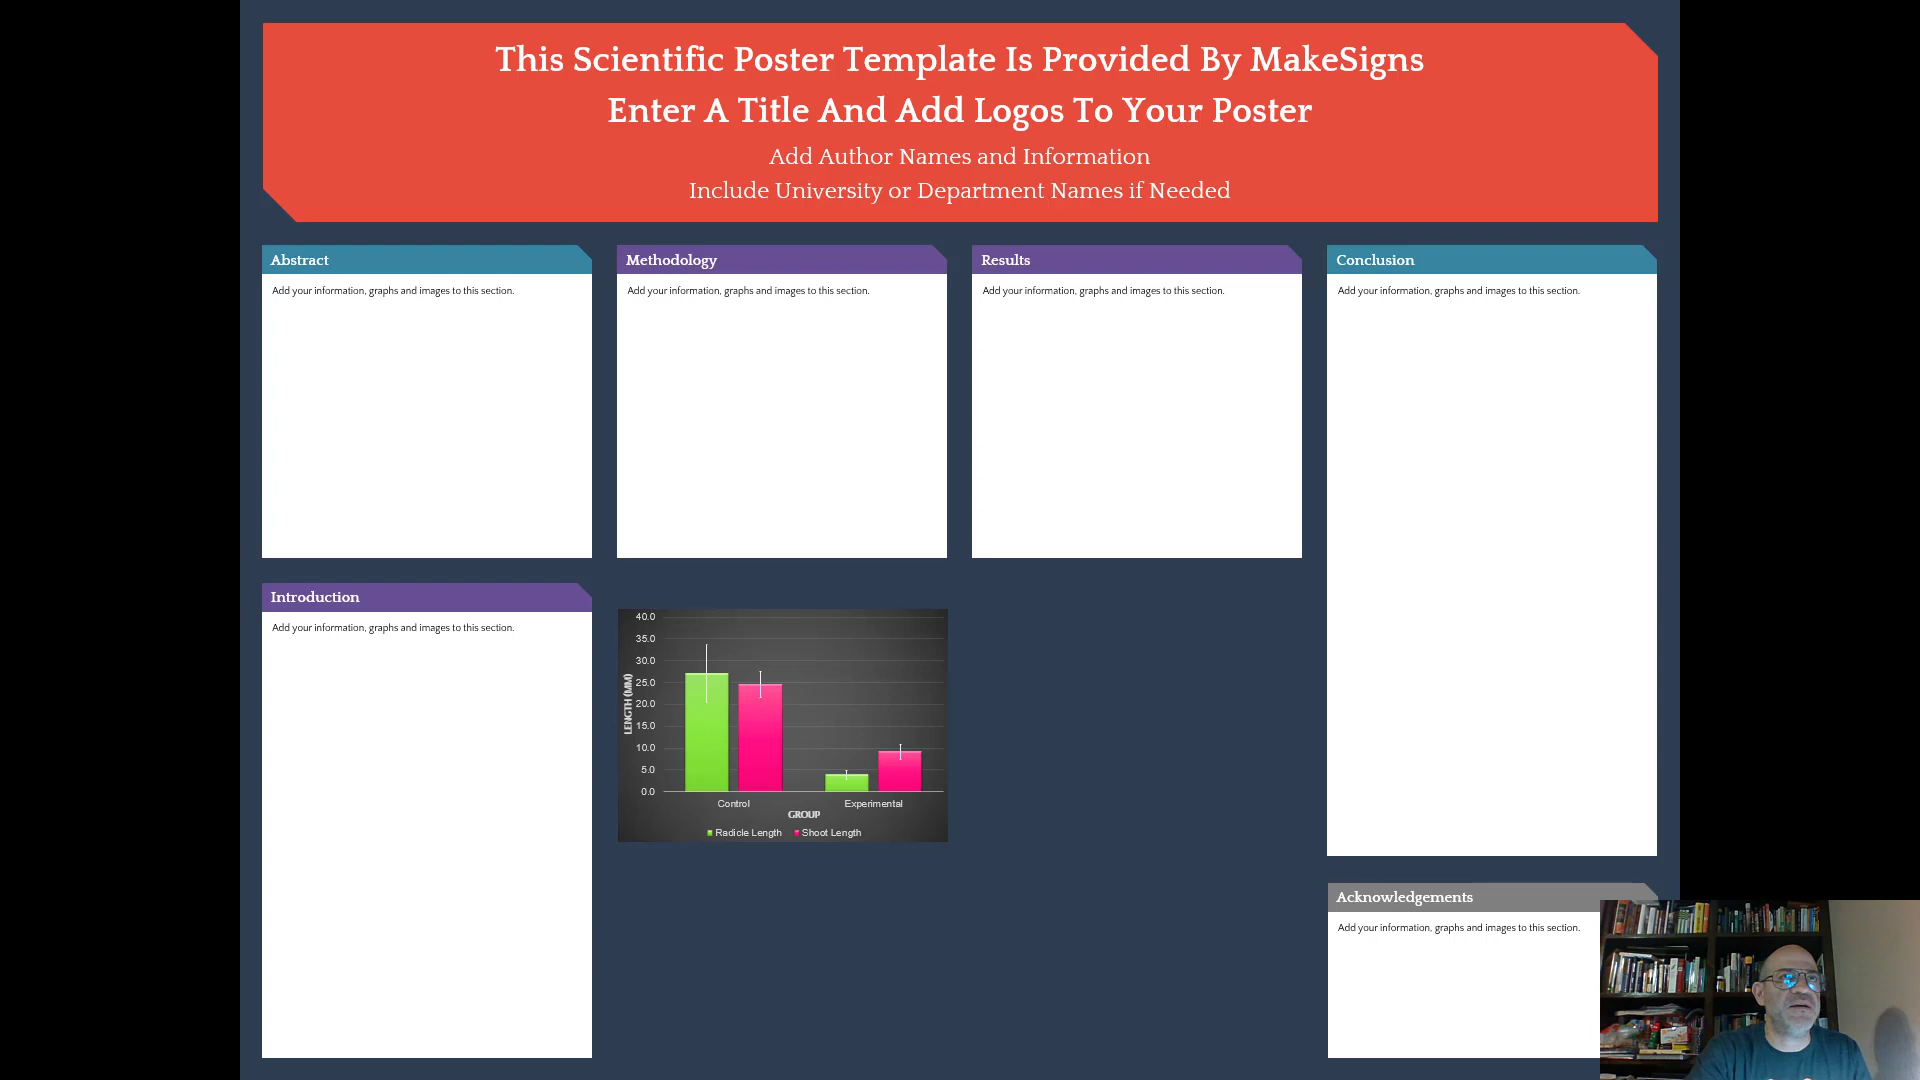 This Scientific Poster Template Is Provided By MakeSigns
Enter A Title And Add Logos To Your Poster
Add Author Names and Information
Include University or Department Names if Needed
Abstract
Add your information, graphs and images to this section.
Introduction
Add your information, graphs and images to this section.
Methodology
Add your information, graphs and images to this section.
LENGTH (MM)
40.0
35.0
30.0
25.0
20.0
15.0
10.0
5.0
0.0
Control Experimental
GROUP
Radicle Length Shoot Length
Results
Add your information, graphs and images to this section.
Conclusion
Add your information, graphs and images to this section.
Acknowledgements
Add your information, graphs and images to this section.